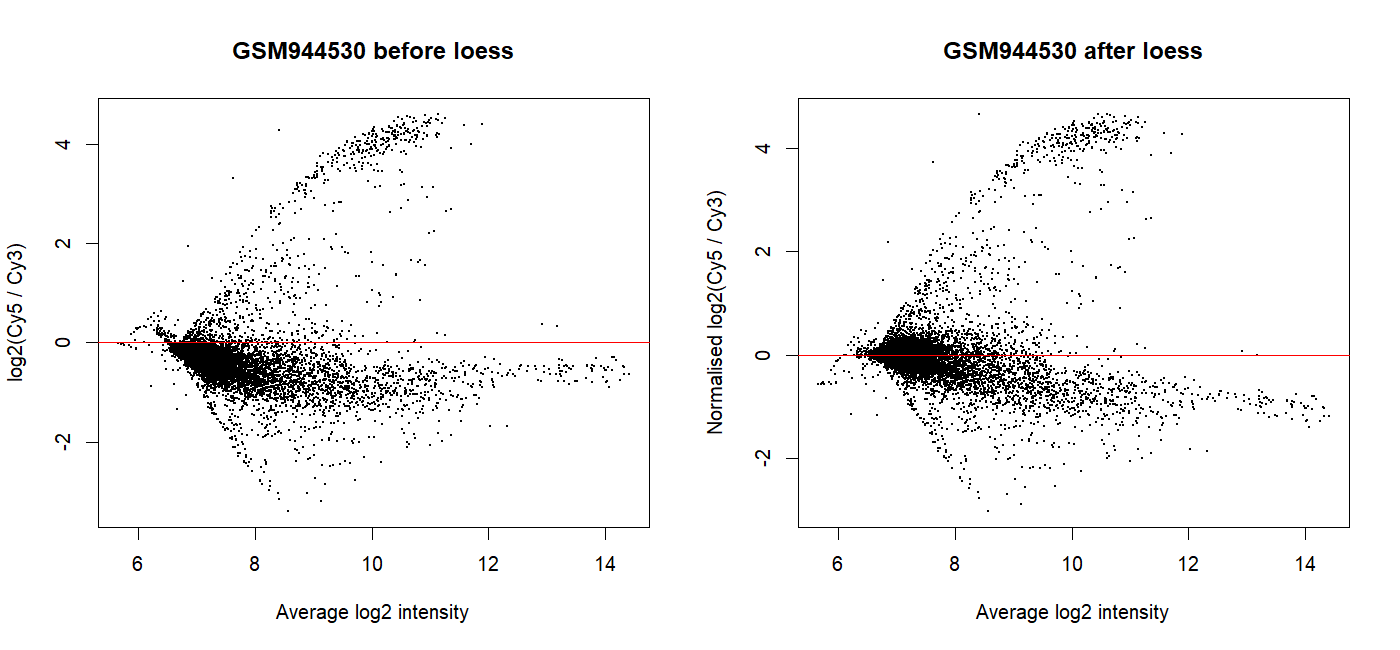 GSM944530 before loess
log2(Cy5 / Cy3)
4
2
0
-2
6 8 10 12 14
Average log2 intensity
GSM944530 after loess
Normalised log2(Cy5 / Cy3)
4
2
0
-2
6 8 10 12 14
Average log2 intensity